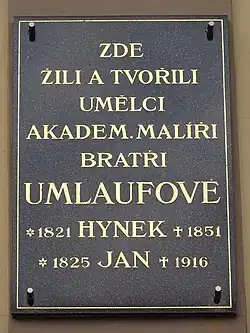 ZDE
ŽILI A TVOŘILI
UMĚLCI
AKADEM. MALÍŘI
BRATŘI
UMLAUFOVÉ
✡1821 HYNEK ✝1851
✡1825 JAN ✝1916